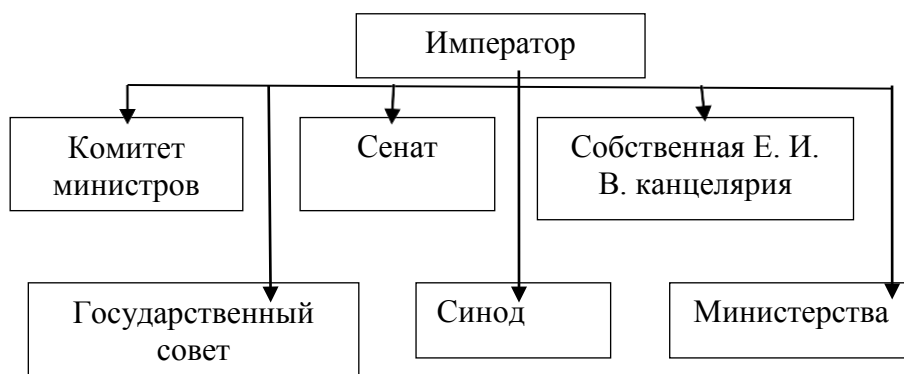 Император
Комитет
министров
Сенат
Собственная Е. И.
В. канцелярия
Государственный
совет
Синод
Министерства